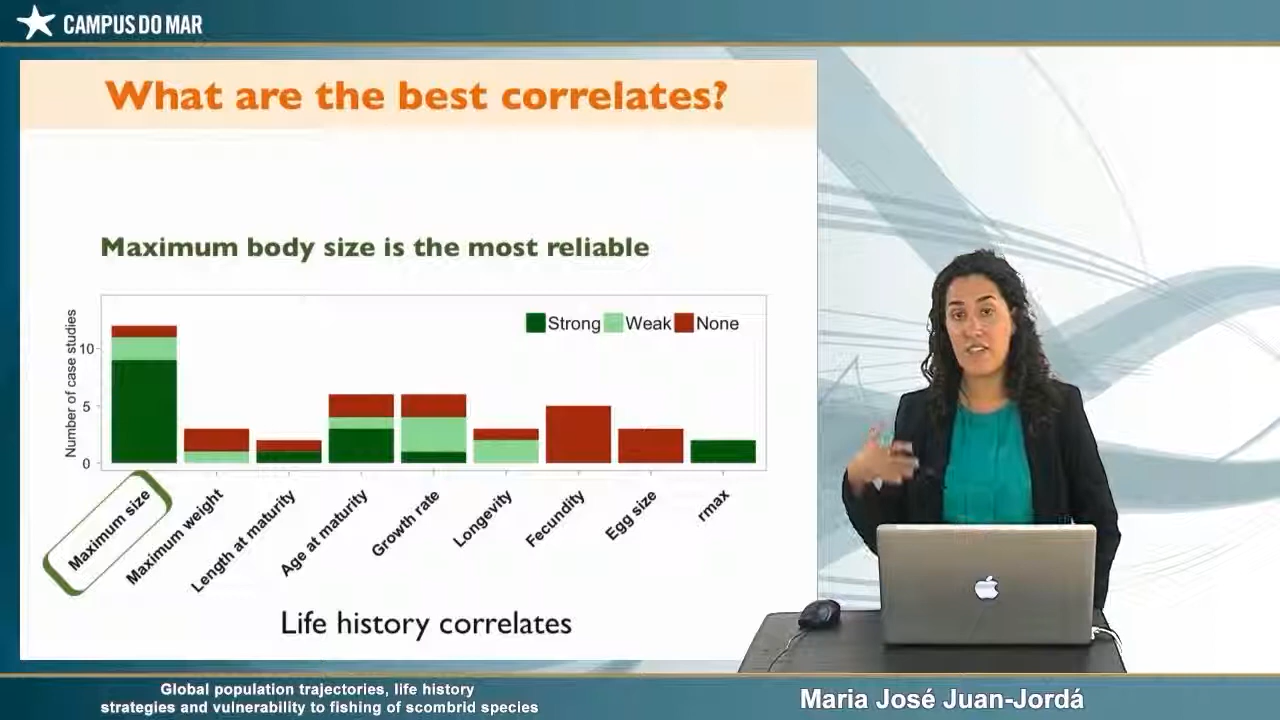 CAMPUS DO MAR
What are the best correlates?
Maximum body size is the most reliable
Number of case studies
10
5
0
Strong Weak None
Maximum size
Maximum weight
Length at maturity
Age at maturity
Growth rate
Longevity
Fecundity
Egg size
rmax
Life history correlates
Global population trajectories, life history
strategies and vulnerability to fishing of scombrid species
Maria José Juan-Jordá